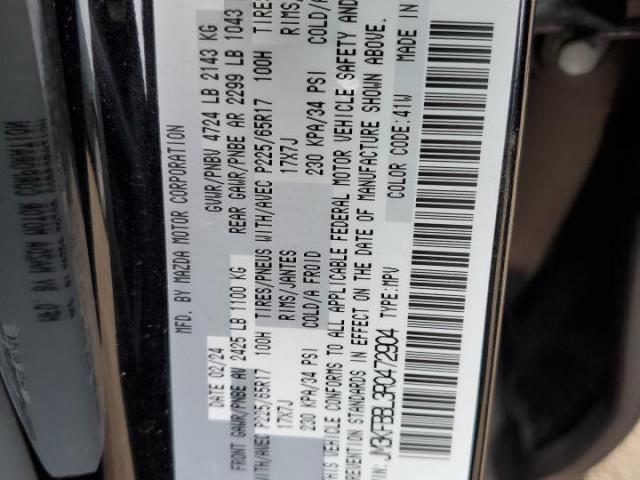 MFD. BY MAZDA MOTOR CORPORATION
DATE 02/24 GVWR/PNBV 4724 LB 2143 KG
FRONT GAWR/PNBE AV 2425 LB 1100 KG REAR GAWR/PNBE AR 2299 LB 1043
WITH/AVEC P225/65R17 100H TIRES/PNEUS WITH/AVEC P225/65R17 100H TIRES
17X7J RIMS/JANTES 17X7J RIMS/
230 KPA/34 PSI COLD/A FROID 230 KPA/34 PSI COLD/A
THIS VEHICLE CONFORMS TO ALL APPLICABLE FEDERAL MOTOR VEHICLE SAFETY AND
STANDARDS IN EFFECT ON THE DATE OF MANUFACTURE SHOWN ABOVE.
TYPE: MPV COLOR CODE: 41W MADE IN